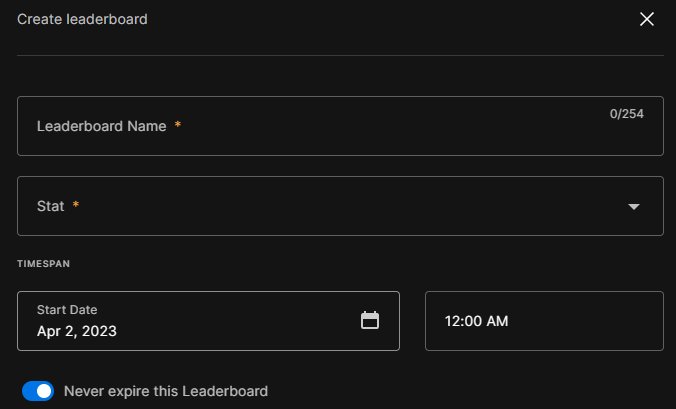 Create leaderboard
0/254
Leaderboard Name *
Stat *
TIMESPAN
Start Date
Apr 2, 2023
12:00 AM
Never expire this Leaderboard